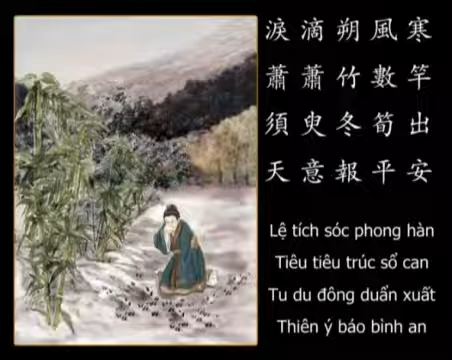 淚滴朔風寒
蕭蕭竹數竿
須臾冬筍出
天意報平安
Lệ tích sóc phong hàn
Tiêu tiêu trúc sổ can
Tu du đông duẩn xuất
Thiên ý báo bình an